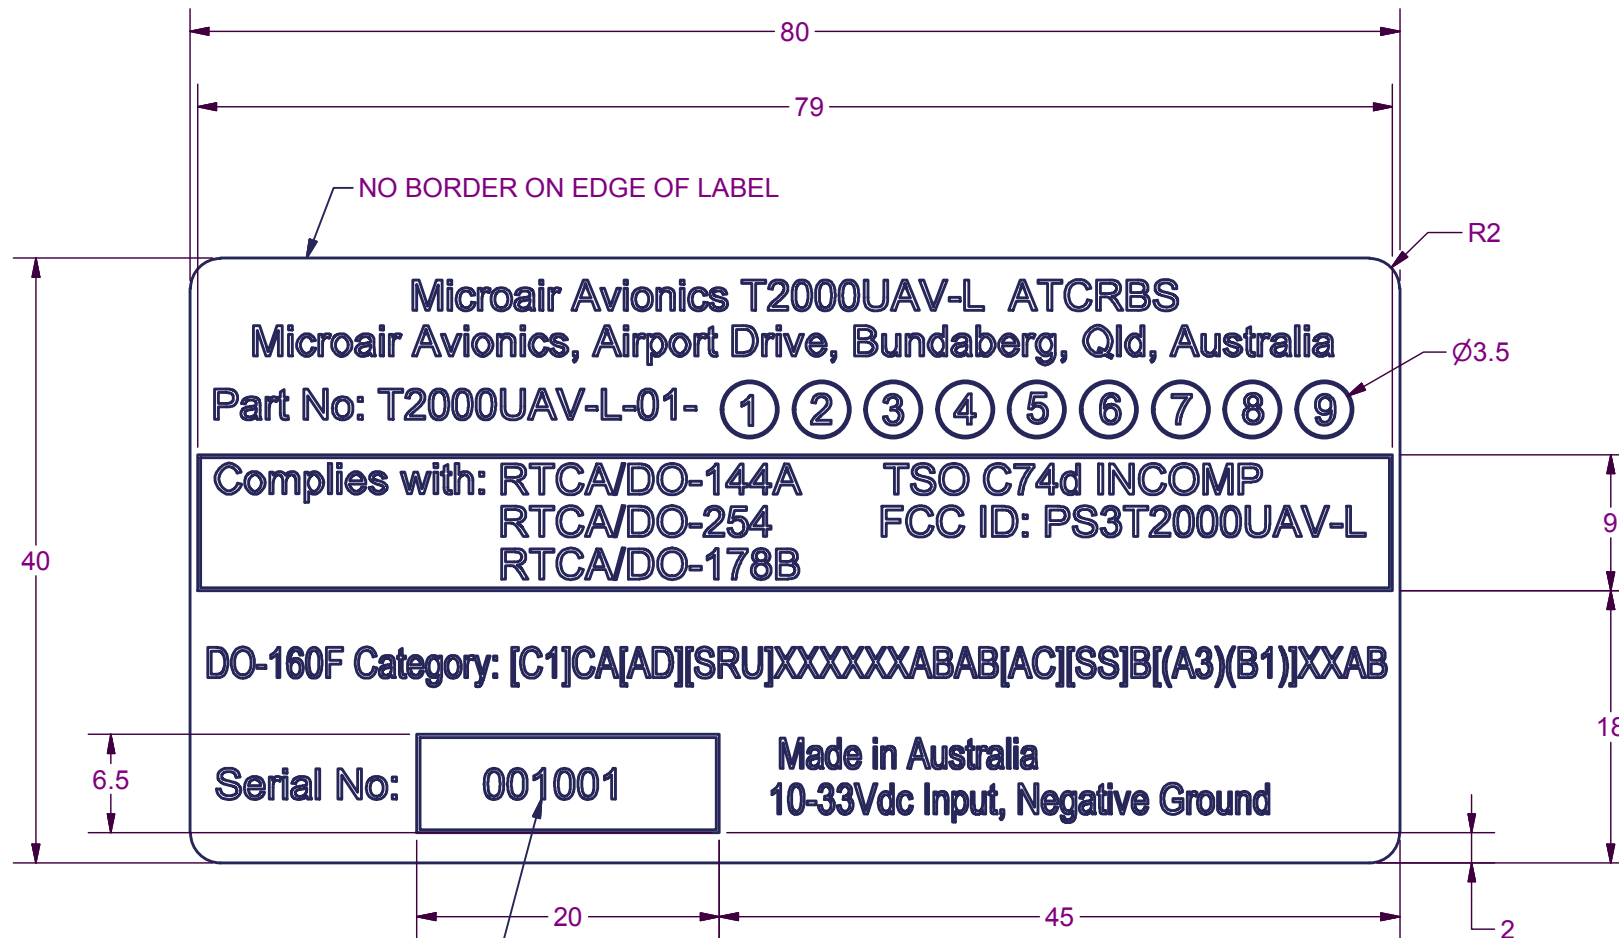 80
79
NO BORDER ON EDGE OF LABEL
R2
Microair Avionics T2000UAV-L ATCRBS
Microair Avionics, Airport Drive, Bundaberg, Qld, Australia
Ø3.5
Part No: T2000UAV-L-01- 1 2 3 4 5 6 7 8 9
Complies with: RTCA/DO-144A TSO C74d INCOMP
RTCA/DO-254 FCC ID: PS3T2000UAV-L
RTCA/DO-178B
9
40
DO-160F Category: [C1]CA[AD][SRU]XXXXXXABAB[AC][SS]B[(A3)(B1)]XXAB
18
6.5
Serial No: 001001
Made in Australia
10-33Vdc Input, Negative Ground
20
45
2